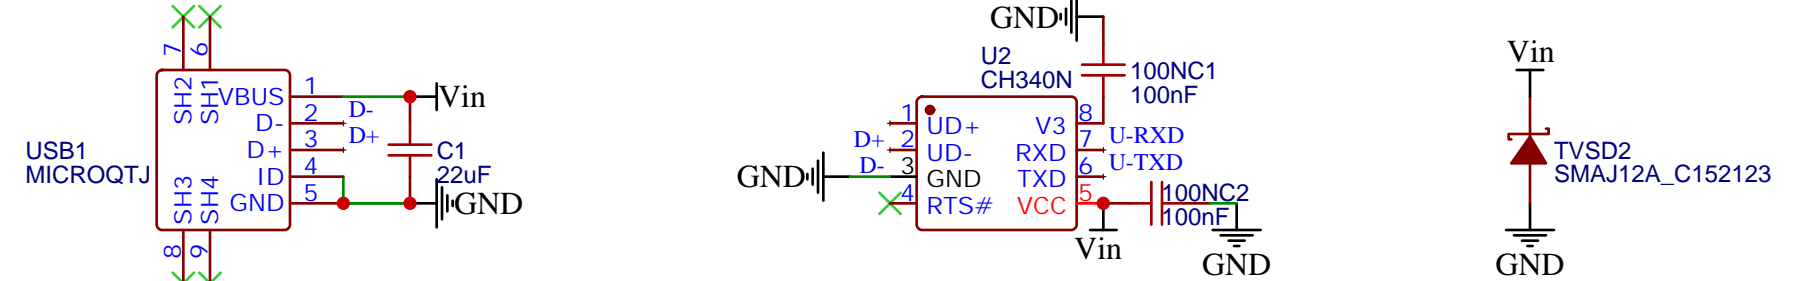 7
6
SH2
SH1
VBUS
1
Vin
D-
2
D-
D+
3
D+
USB1
MICROQTJ
ID
4
C1
22uF
SH3
SH4
GND
5
GND
8
9
GND
U2
CH340N
100NC1
100nF
1
UD+
V3
8
D+
2
UD-
RXD
7
U-RXD
GND
D-
3
GND
TXD
6
U-TXD
4
RTS#
VCC
5
100NC2
100nF
Vin
GND
Vin
TVSD2
SMAJ12A_C152123
GND